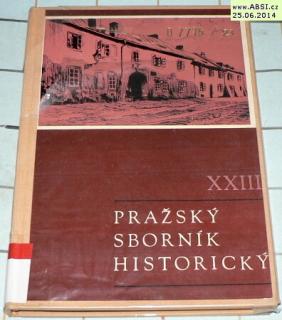 www.ABSI.cz
25.06.2014
XXIII
PRAŽSKÝ
SBORNÍK
HISTORICKÝ